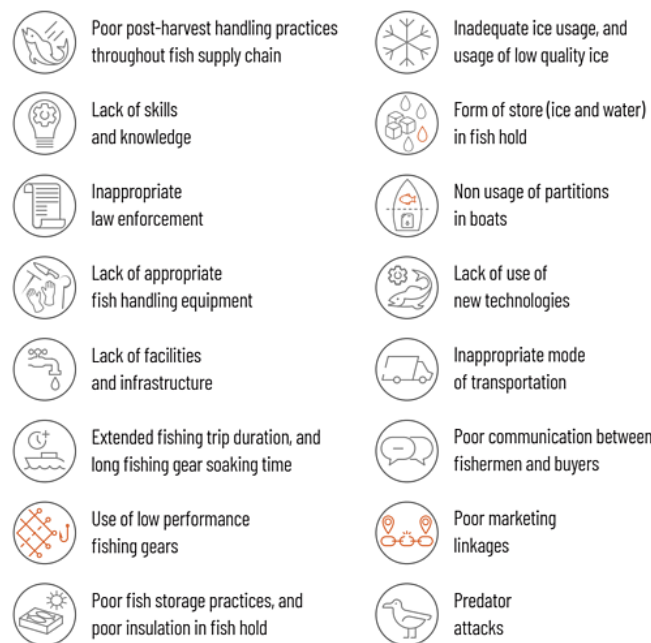 Poor post-harvest handling practices
throughout fish supply chain
Lack of skills
and knowledge
Inappropriate
law enforcement
Lack of appropriate
fish handling equipment
Lack of facilities
and infrastructure
Extended fishing trip duration, and
long fishing gear soaking time
Use of low performance
fishing gears
Poor fish storage practices, and
poor insulation in fish hold
Inadequate ice usage, and
usage of low quality ice
Form of store (ice and water)
in fish hold
Non usage of partitions
in boats
Lack of use of
new technologies
Inappropriate mode
of transportation
Poor communication between
fishermen and buyers
Poor marketing
linkages
Predator
attacks